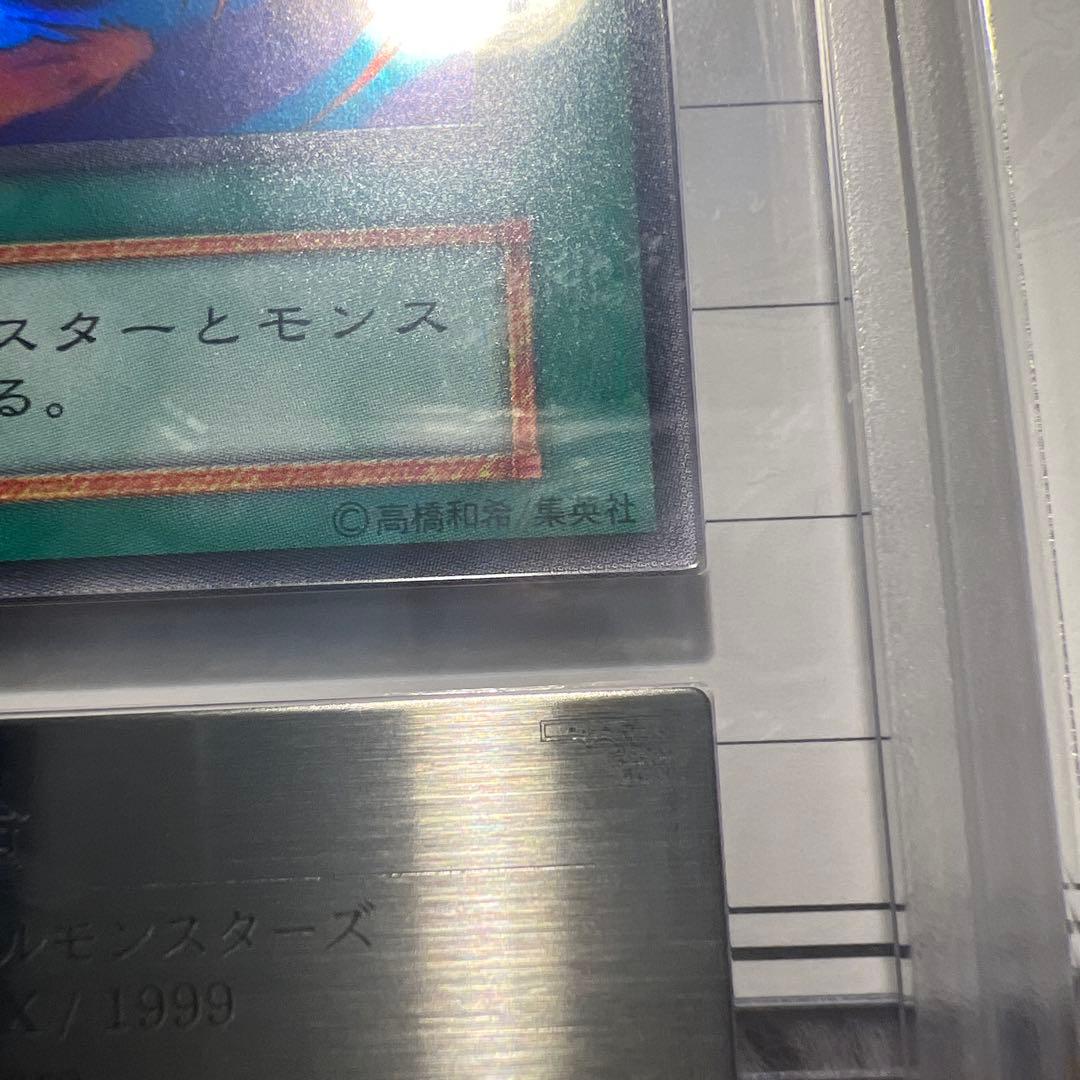 スターとモンス
る。
©高橋和希/集英社
ルモンスターズ
X / 1999